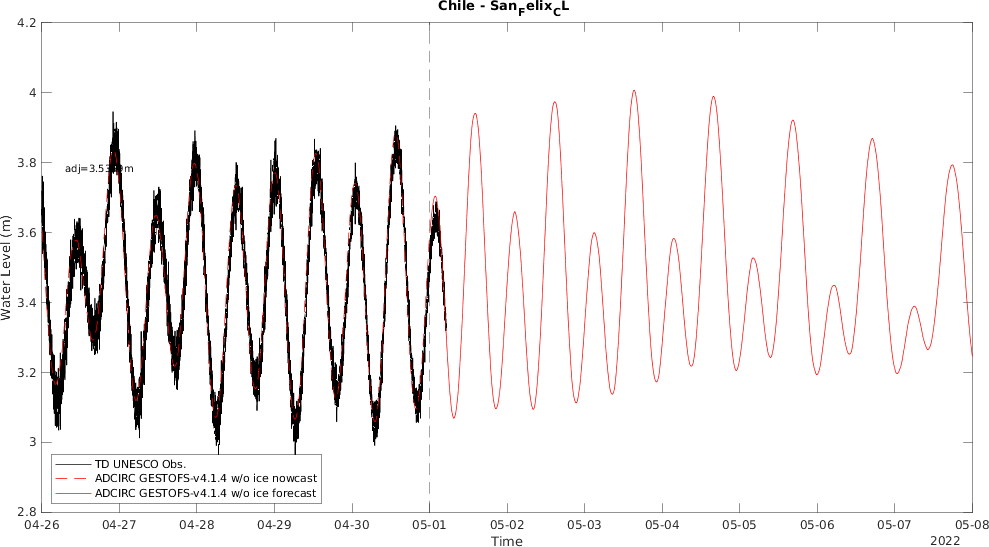 Chile - San_Felix_CL
4.2
4
3.8
3.6
3.4
3.2
3
2.8
Water Level (m)
TD UNESCO Obs.
ADCIRC GESTOFS-v4.1.4 w/o ice nowcast
ADCIRC GESTOFS-v4.1.4 w/o ice forecast
04-26 04-27 04-28 04-29 04-30 05-01 05-02 05-03 05-04 05-05 05-06 05-07 05-08
Time
2022